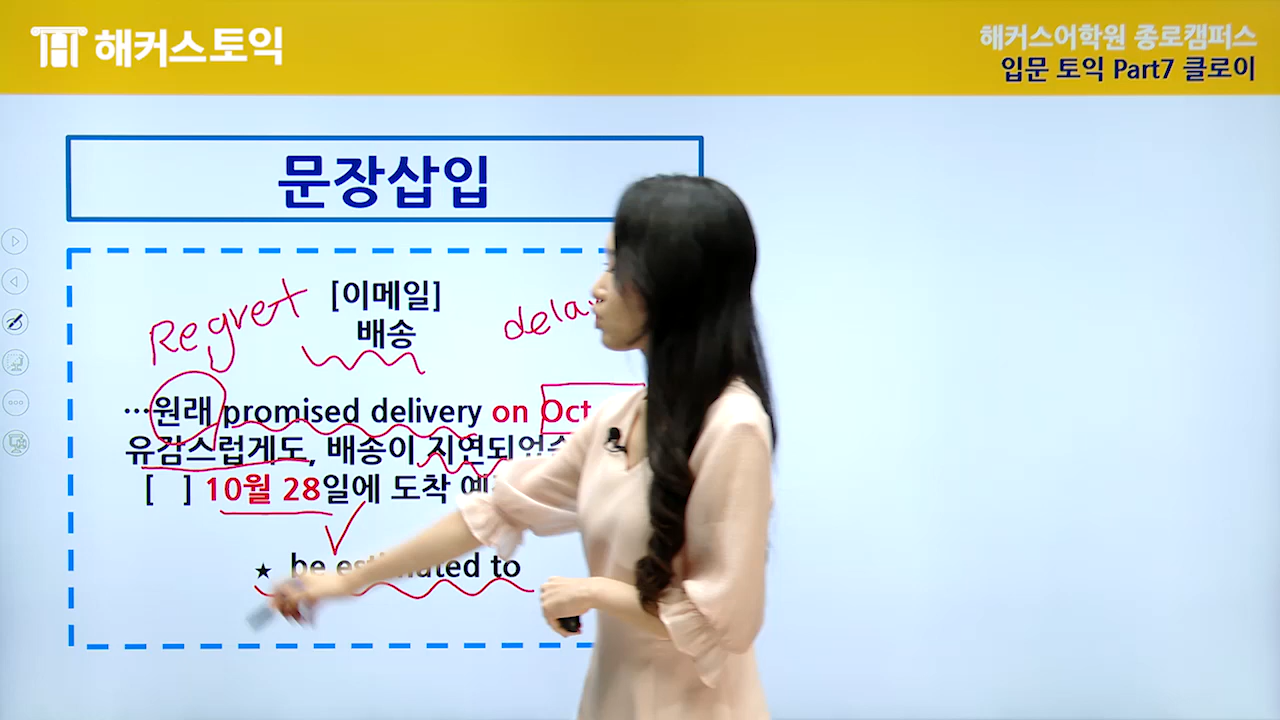 해커스토익
해커스어학원 종로캠퍼스
입문 토익 Part7 클로이
문장삽입
Regret
[이메일]
배송
…원래 promised delivery on Oct
유감스럽게도, 배송이 지연되었
[ ] 10월 28일에 도착
★ be estimated to